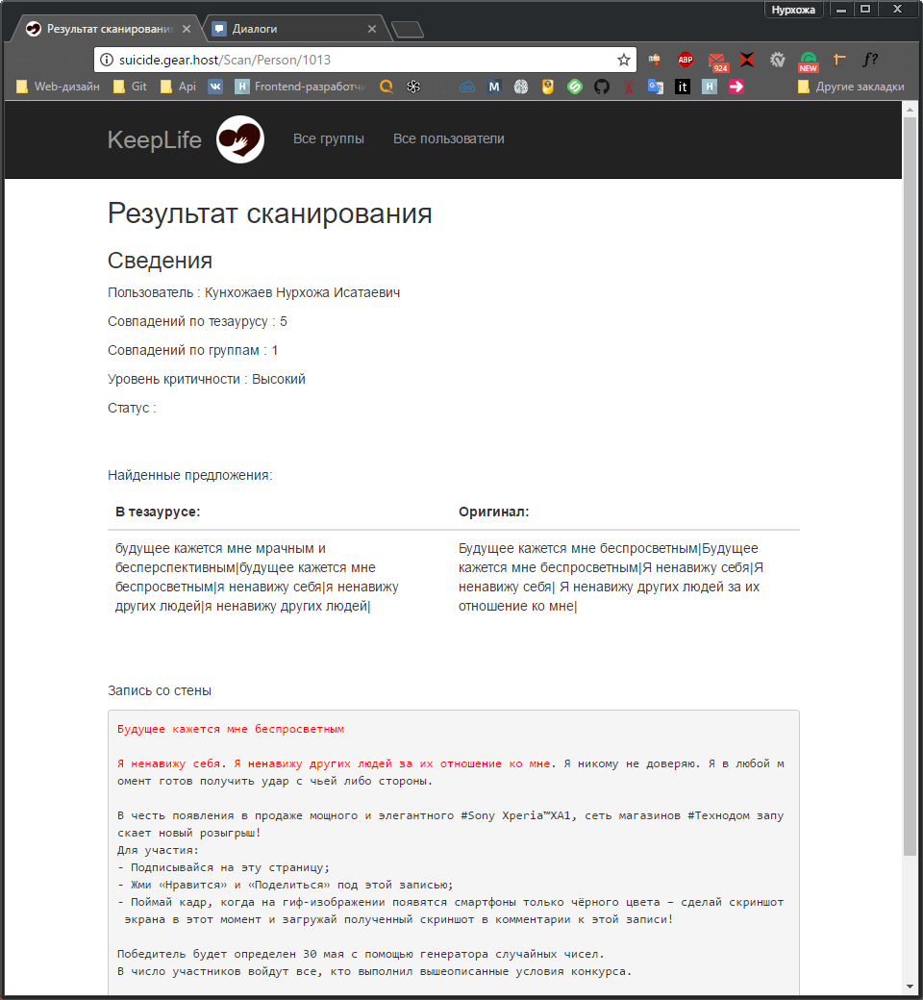 Нурхожа
Результат сканировани
Диалоги
suicide.gear.host/Scan/Person/1013
ABP
924
NEW
f?
Web-дизайн
Git
Api
Frontend-разработчи
M
it
H
Другие закладки
KeepLife
Все группы
Все пользователи
Результат сканирования
Сведения
Пользователь : Кунхожаев Нурхожа Исатаевич
Совпадений по тезаурусу : 5
Совпадений по группам : 1
Уровень критичности : Высокий
Статус :
Найденные предложения:
В тезаурусе:
Оригинал:
будущее кажется мне мрачным и
бесперспективным|будущее кажется мне
беспросветным|я ненавижу себя|я ненавижу
других людей|я ненавижу других людей|
Будущее кажется мне беспросветным|Будущее
кажется мне беспросветным|Я ненавижу себя|Я
ненавижу себя| Я ненавижу других людей за их
отношение ко мне|
Запись со стены
Будущее кажется мне беспросветным
Я ненавижу себя. Я ненавижу других людей за их отношение ко мне. Я никому не доверяю. Я в любой м
омент готов получить удар с чьей либо стороны.
В честь появления в продаже мощного и элегантного #Sony Xperia™XA1, сеть магазинов #Технодом запу
скает новый розыгрыш!
Для участия:
- Подписывайся на эту страницу;
- Жми «Нравится» и «Поделиться» под этой записью;
- Поймай кадр, когда на гиф-изображении появятся смартфоны только чёрного цвета – сделай скриншот
экрана в этот момент и загружай полученный скриншот в комментарии к этой записи!
Победитель будет определен 30 мая с помощью генератора случайных чисел.
В число участников войдут все, кто выполнил вышеописанные условия конкурса.